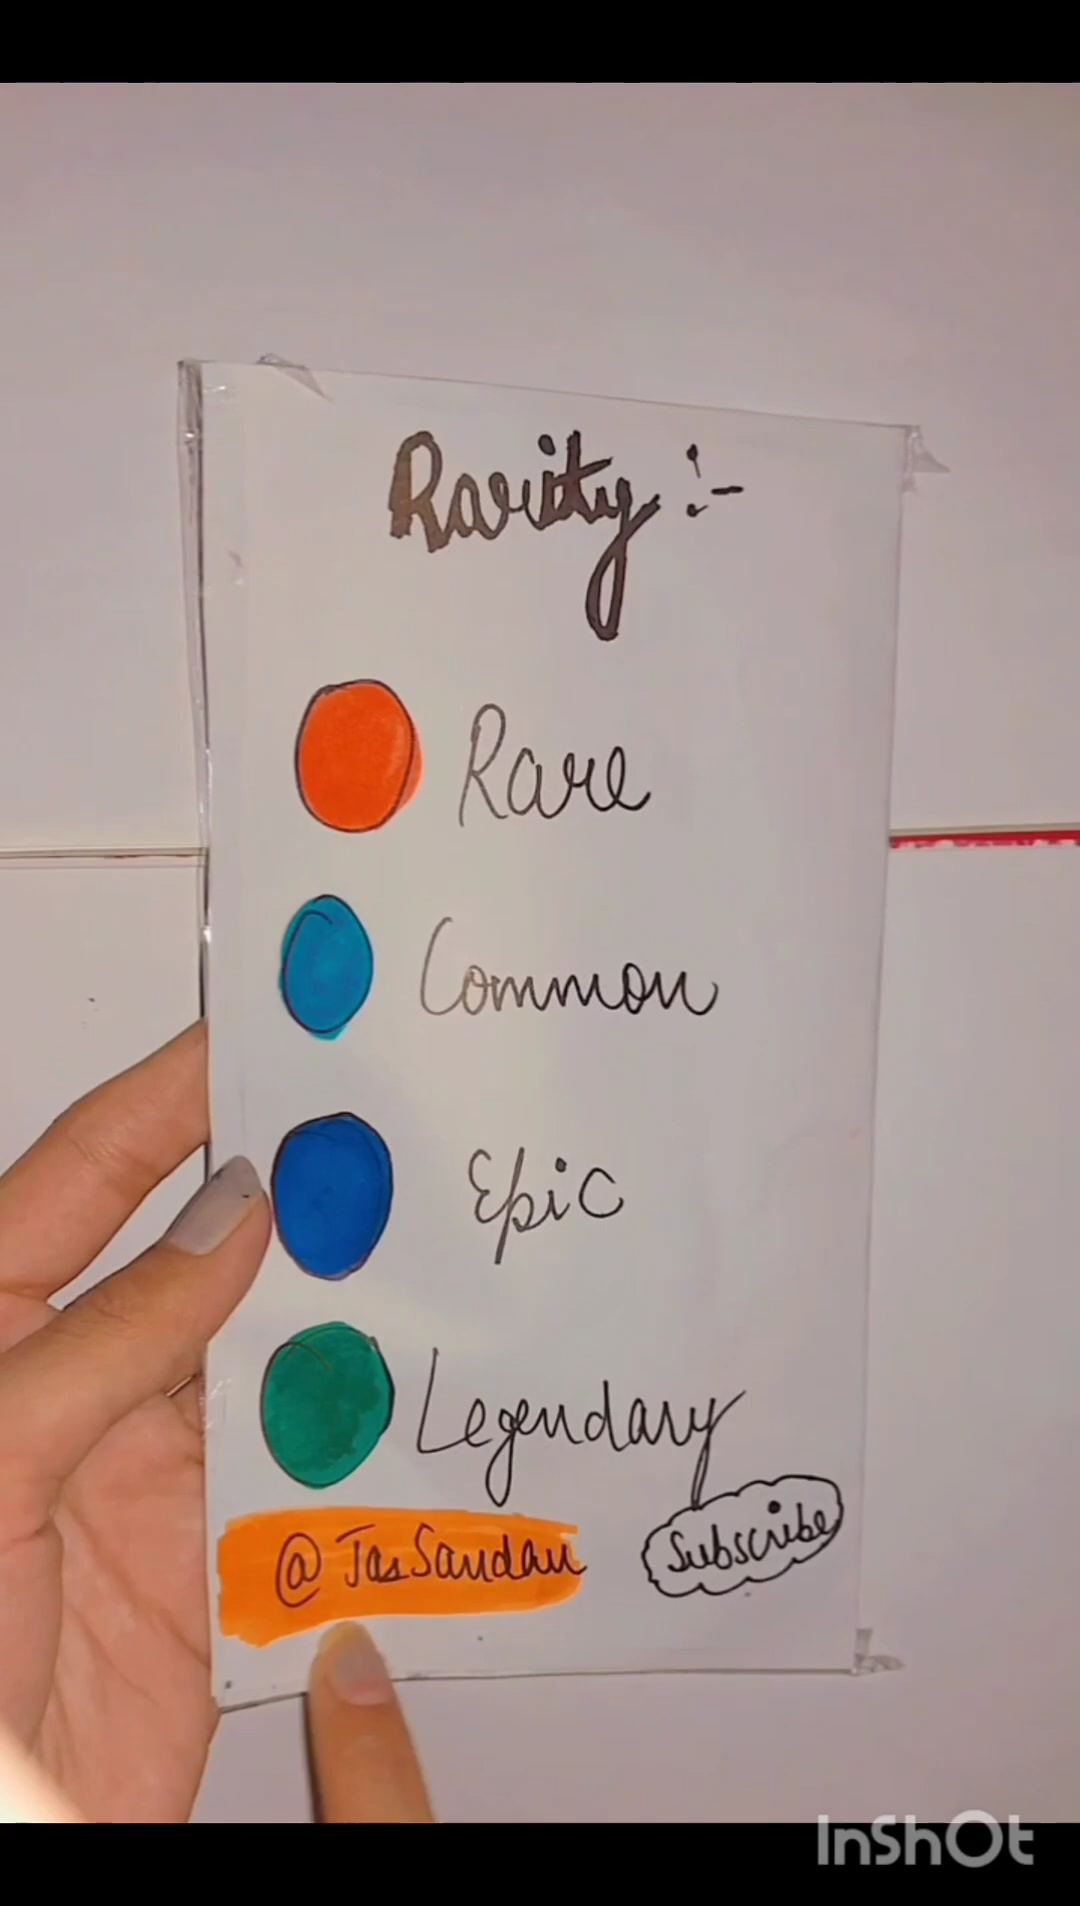 Rarity :-
Rare
Common
Epic
Legendary
@JasSandau
Subscribe
InShOt